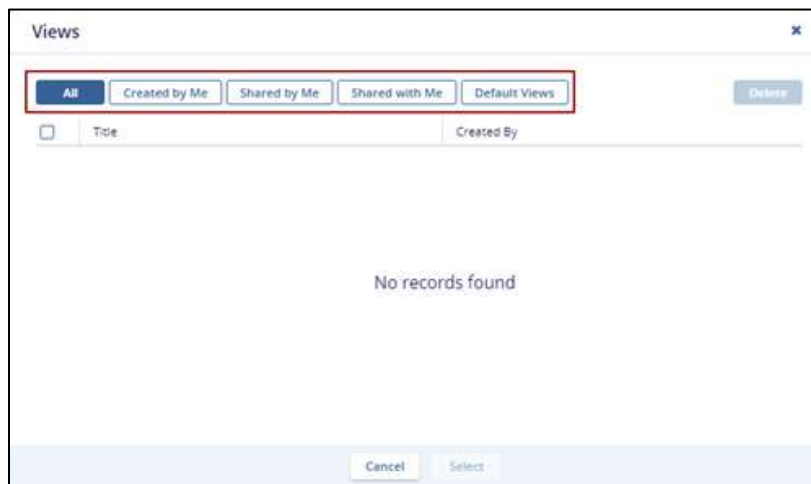 Views
All Created by Me Shared by Me Shared with Me Default Views Delete
Title Created By
No records found
Cancel Select